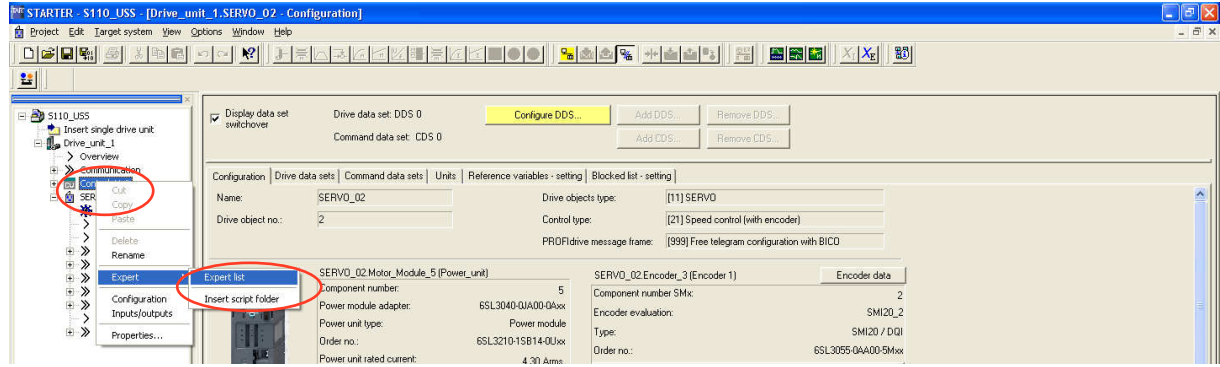 STARTER - S110_USS - [Drive_unit_1.SERVO_02 - Configuration]
Project Edit Target system View Options Window Help
S110_USS
Insert single drive unit
Drive_unit_1
Overview
Communication
SERVO_02
Cut
Copy
Paste
Delete
Rename
Expert
Configuration
Inputs/outputs
Properties...
Expert list
Insert script folder
Display data set switchover
Drive data set: DDS 0
Configure DDS...
Add DDS...
Remove DDS...
Command data set: CDS 0
Add CDS...
Remove CDS...
Configuration Drive data sets Command data sets Units Reference variables - setting Blocked list - setting
Name: SERVO_02
Drive objects type: [11] SERVO
Drive object no.: 2
Control type: [21] Speed control (with encoder)
PROFIdrive message frame: [999] Free telegram configuration with BICO
SERVO_02.Motor_Module_5 (Power_unit)
Component number: 5
Power module adapter: 6SL3040-0JA00-0Axx
Power unit type: Power module
Order no.: 6SL3210-1SB14-0Uxx
Power unit rated current: 4.30 Arms
SERVO_02.Encoder_3 (Encoder 1)
Encoder data
Component number SMx: 2
Encoder evaluation: SMI20_2
Type: SMI20 / DQI
Order no.: 6SL3055-0AA00-5Mxx